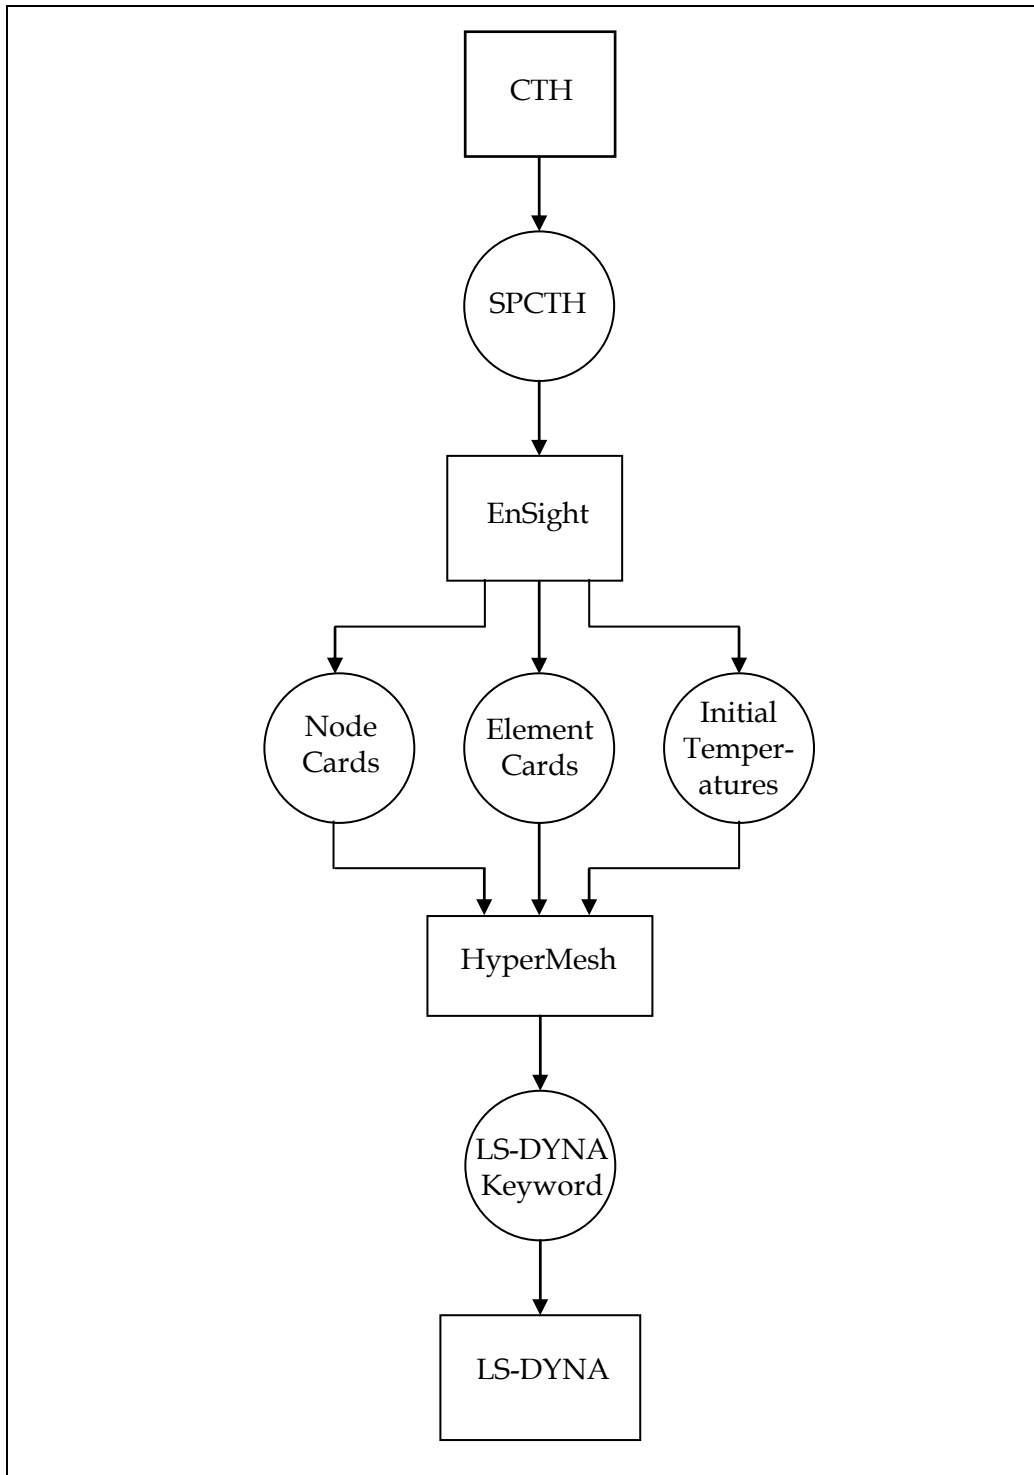 CTH
SPCTH
EnSight
Node
Cards
Element
Cards
Initial
Temper-
atures
HyperMesh
LS-DYNA
Keyword
LS-DYNA